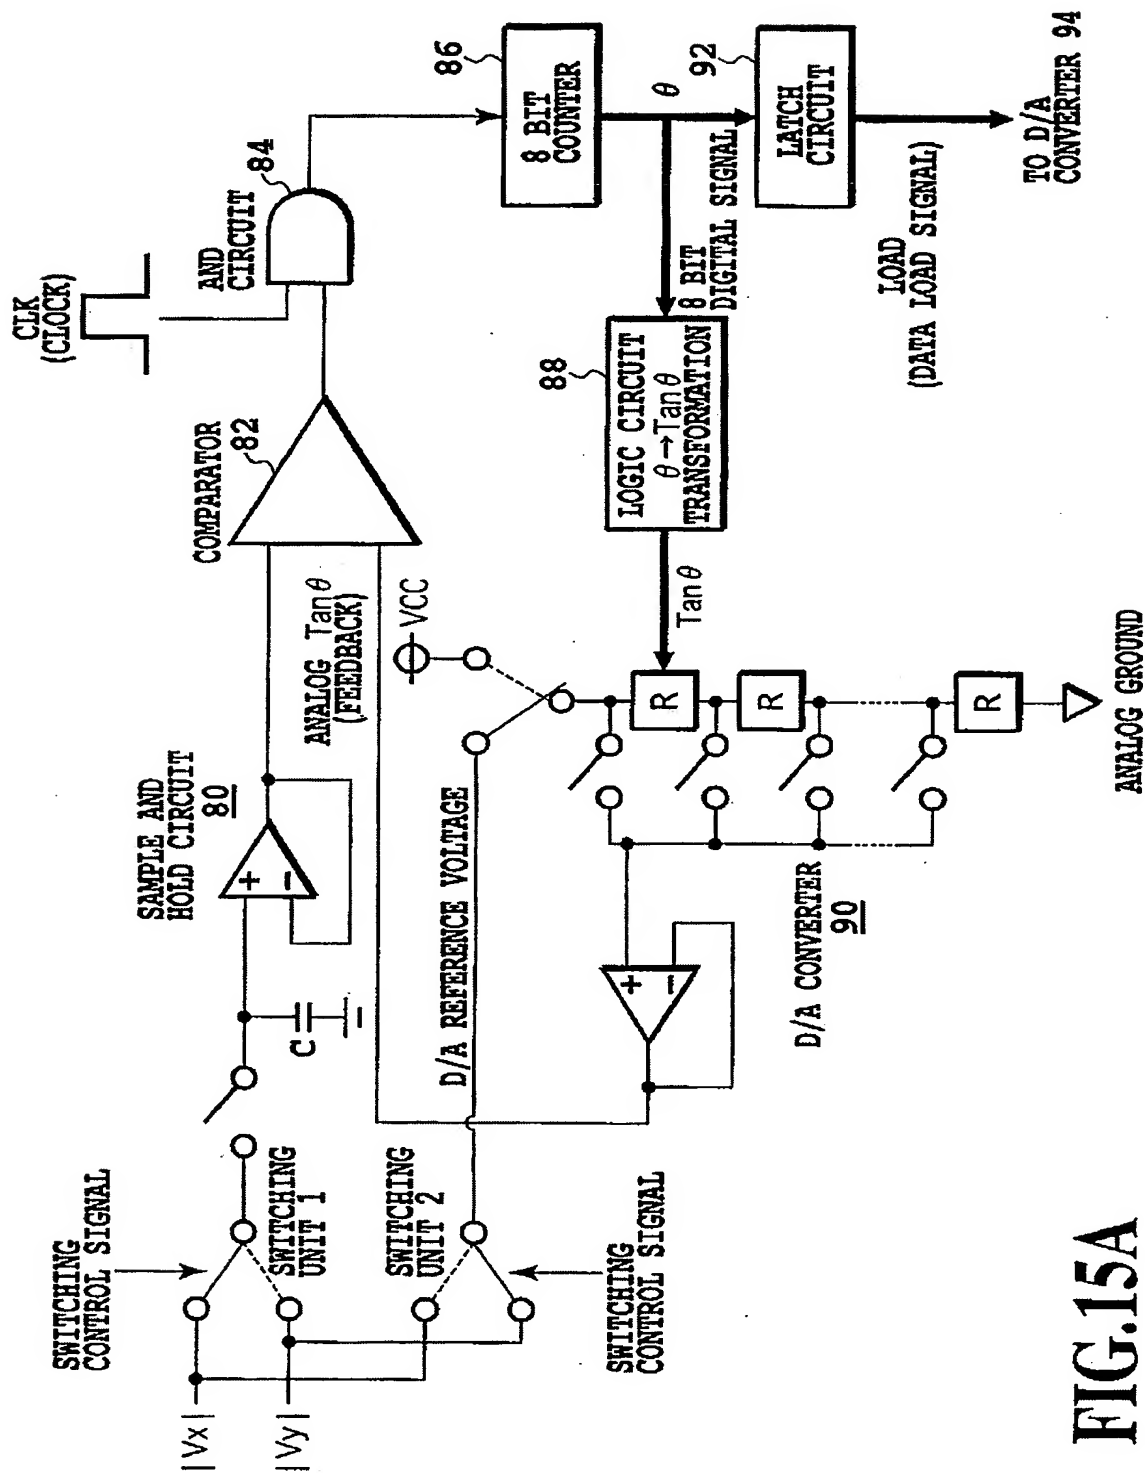 CLK
(CLOCK)
86
8 BIT
COUNTER
θ
92
LATCH
CIRCUIT
TO D/A
CONVERTER 94
AND
CIRCUIT
84
8 BIT
DIGITAL SIGNAL
LOAD
(DATA LOAD SIGNAL)
COMPARATOR
82
88
LOGIC CIRCUIT
θ→Tanθ
TRANSFORMATION
ANALOG Tanθ
(FEEDBACK)
VCC
Tanθ
R
R
R
ANALOG GROUND
SAMPLE AND
HOLD CIRCUIT
80
+
−
C
D/A REFERENCE VOLTAGE
+
−
D/A CONVERTER
90
SWITCHING
CONTROL SIGNAL
SWITCHING
UNIT 1
SWITCHING
UNIT 2
SWITCHING
CONTROL SIGNAL
|Vx|
|Vy|
FIG.15A